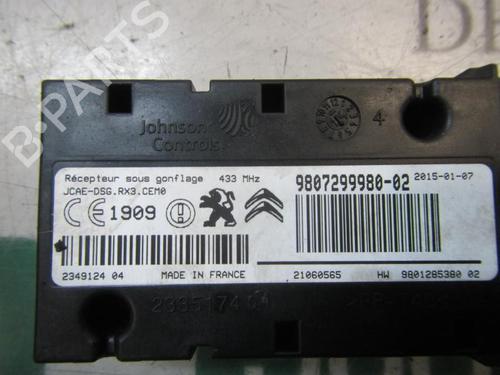 B-PARTS
Johnson
Controls
4
Récepteur sous gonflage 433 MHz
JCAE-DSG.RX3.CEM0
9807299980-02 2015-01-07
CE 1909
2349124 04 MADE IN FRANCE
21060565 HW 9801285380 02